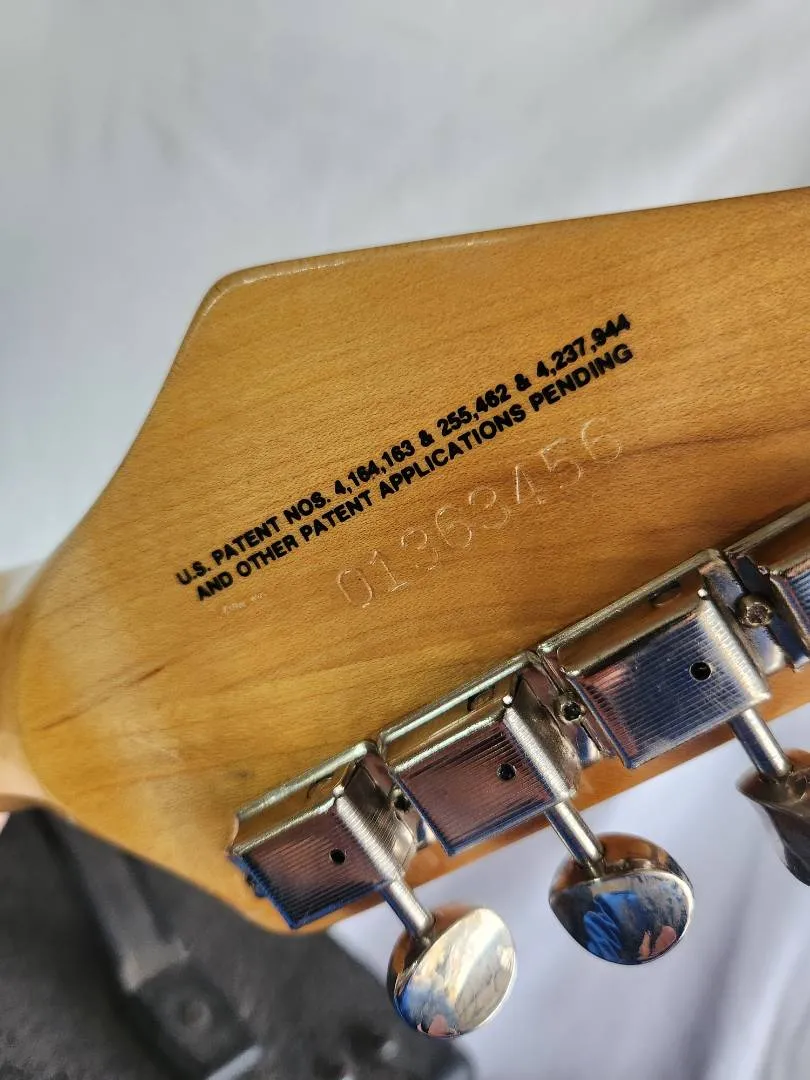 U.S. PATENT NOS. 4,164,163 & 255,462 & 4,237,944
AND OTHER PATENT APPLICATIONS PENDING
01363456